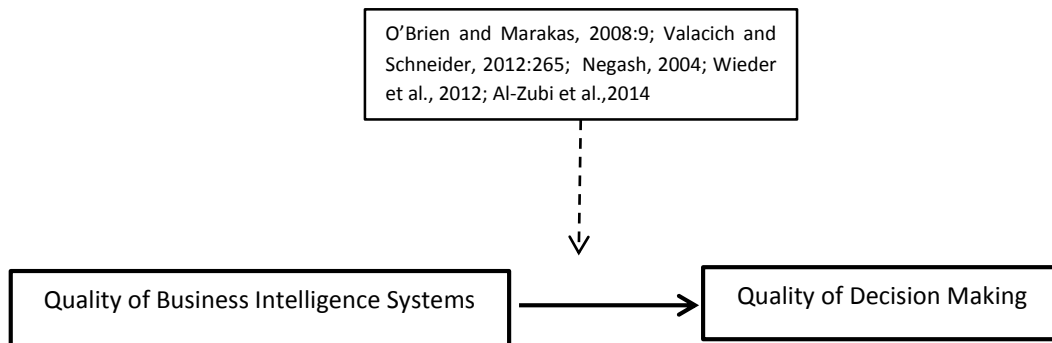 O’Brien and Marakas, 2008:9; Valacich and
Schneider, 2012:265; Negash, 2004; Wieder
et al., 2012; Al-Zubi et al.,2014
Quality of Business Intelligence Systems
Quality of Decision Making